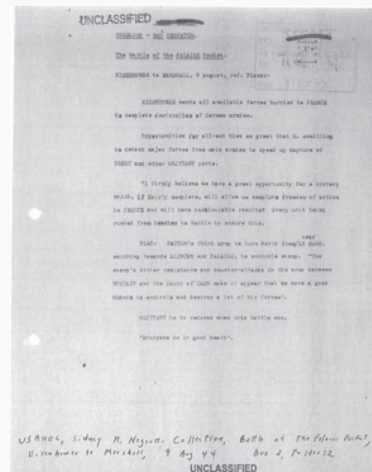 UNCLASSIFIED
OVERLORD - DESPATCH.
The Battle of the FALAISE Pocket.
EISENHOWER to MARSHALL, 9 August, ref. Plans:-
EISENHOWER wants all available forces hurried to FRANCE
to complete destruction of German armies.
Opportunities for all-out blow so great that E. unwilling
to detach major forces from main armies to speed up capture of
BREST and other BRITTANY ports.
"I firmly believe we have a great opportunity for a victory
which, if fairly complete, will allow us complete freedom of action
in FRANCE and will have incalculable results. Every unit being
rushed from beaches to battle to ensure this.
PLAN: PATTON's Third Army to turn North from LE MANS,
marching towards ALENCON and FALAISE, to encircle enemy. "The
enemy's bitter resistance and counter-attacks in the area between
MORTAIN and the south of CAEN make it appear that we have a good
chance to encircle and destroy a lot of his forces".
BRITTANY to be reduced when this battle won.
"Everyone is in good heart".
USAHEC, Sidney M. Negretto Collection, Battle of The Falaise Pocket,
Eisenhower to Marshall, 9 Aug 44 Box 2, Folder 12
UNCLASSIFIED